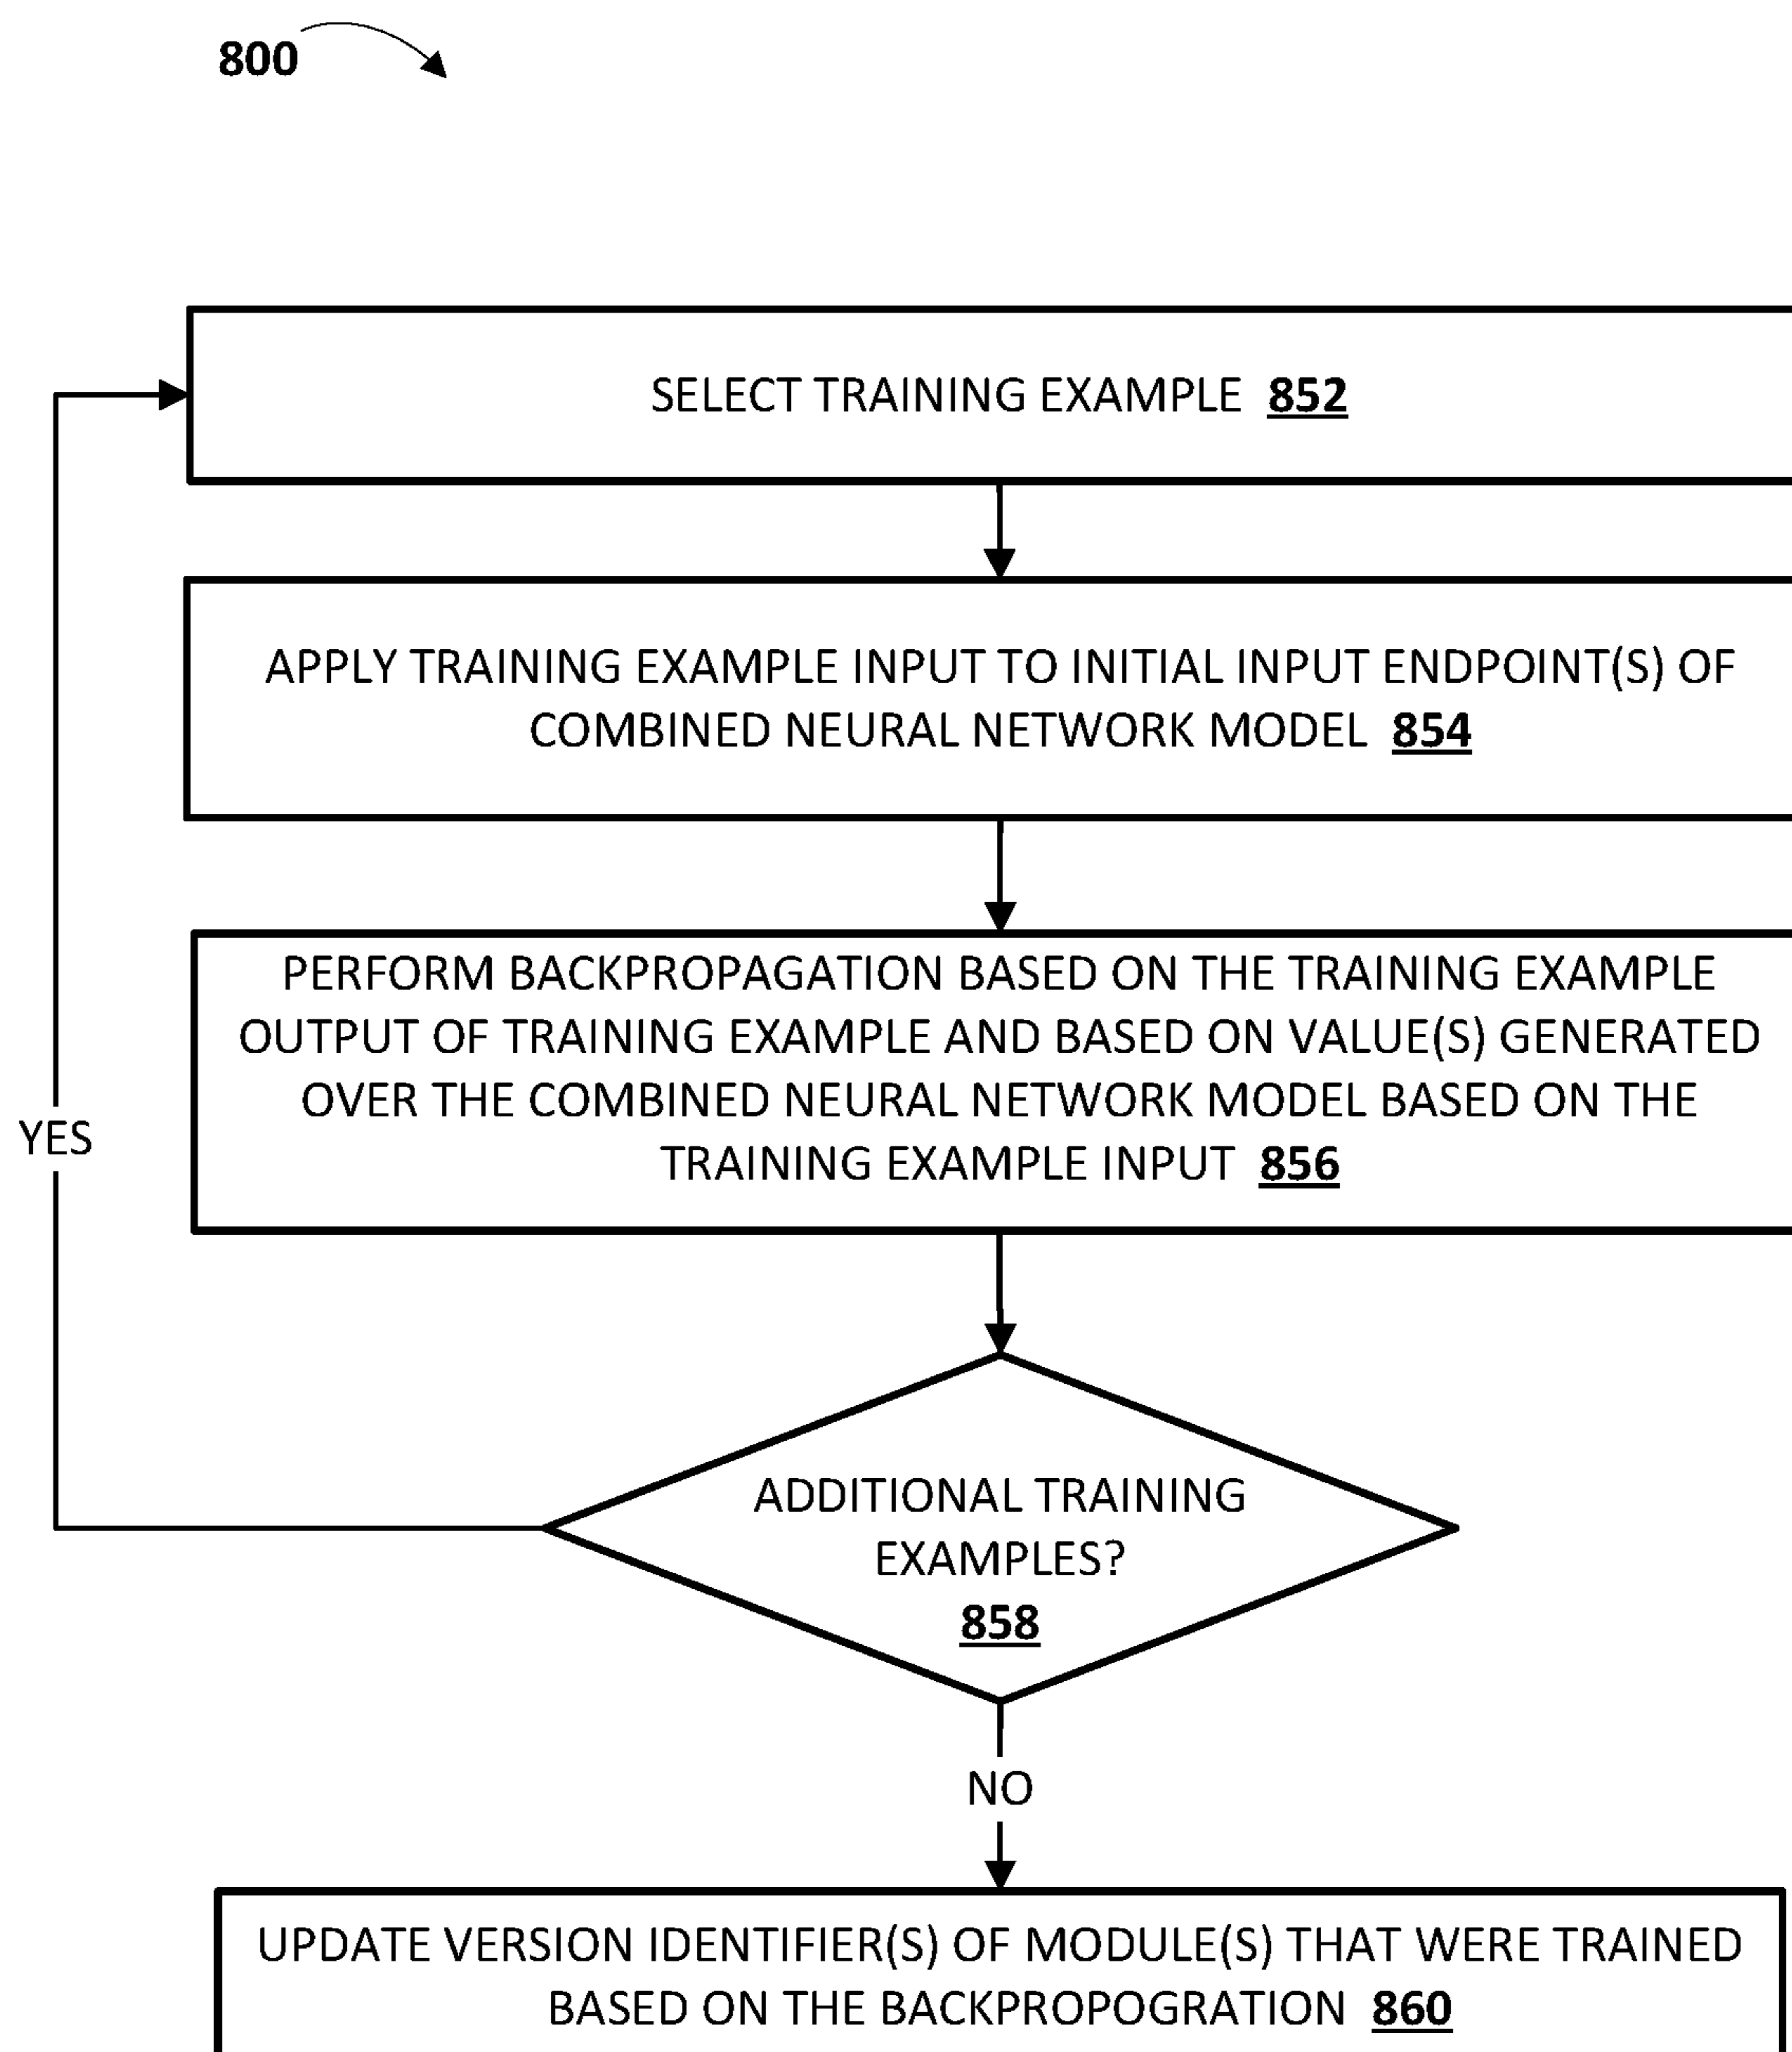 800
SELECT TRAINING EXAMPLE 852
APPLY TRAINING EXAMPLE INPUT TO INITIAL INPUT ENDPOINT(S) OF
COMBINED NEURAL NETWORK MODEL 854
PERFORM BACKPROPAGATION BASED ON THE TRAINING EXAMPLE
OUTPUT OF TRAINING EXAMPLE AND BASED ON VALUE(S) GENERATED
OVER THE COMBINED NEURAL NETWORK MODEL BASED ON THE
TRAINING EXAMPLE INPUT 856
YES
ADDITIONAL TRAINING
EXAMPLES?
858
NO
UPDATE VERSION IDENTIFIER(S) OF MODULE(S) THAT WERE TRAINED
BASED ON THE BACKPROPOGRATION 860